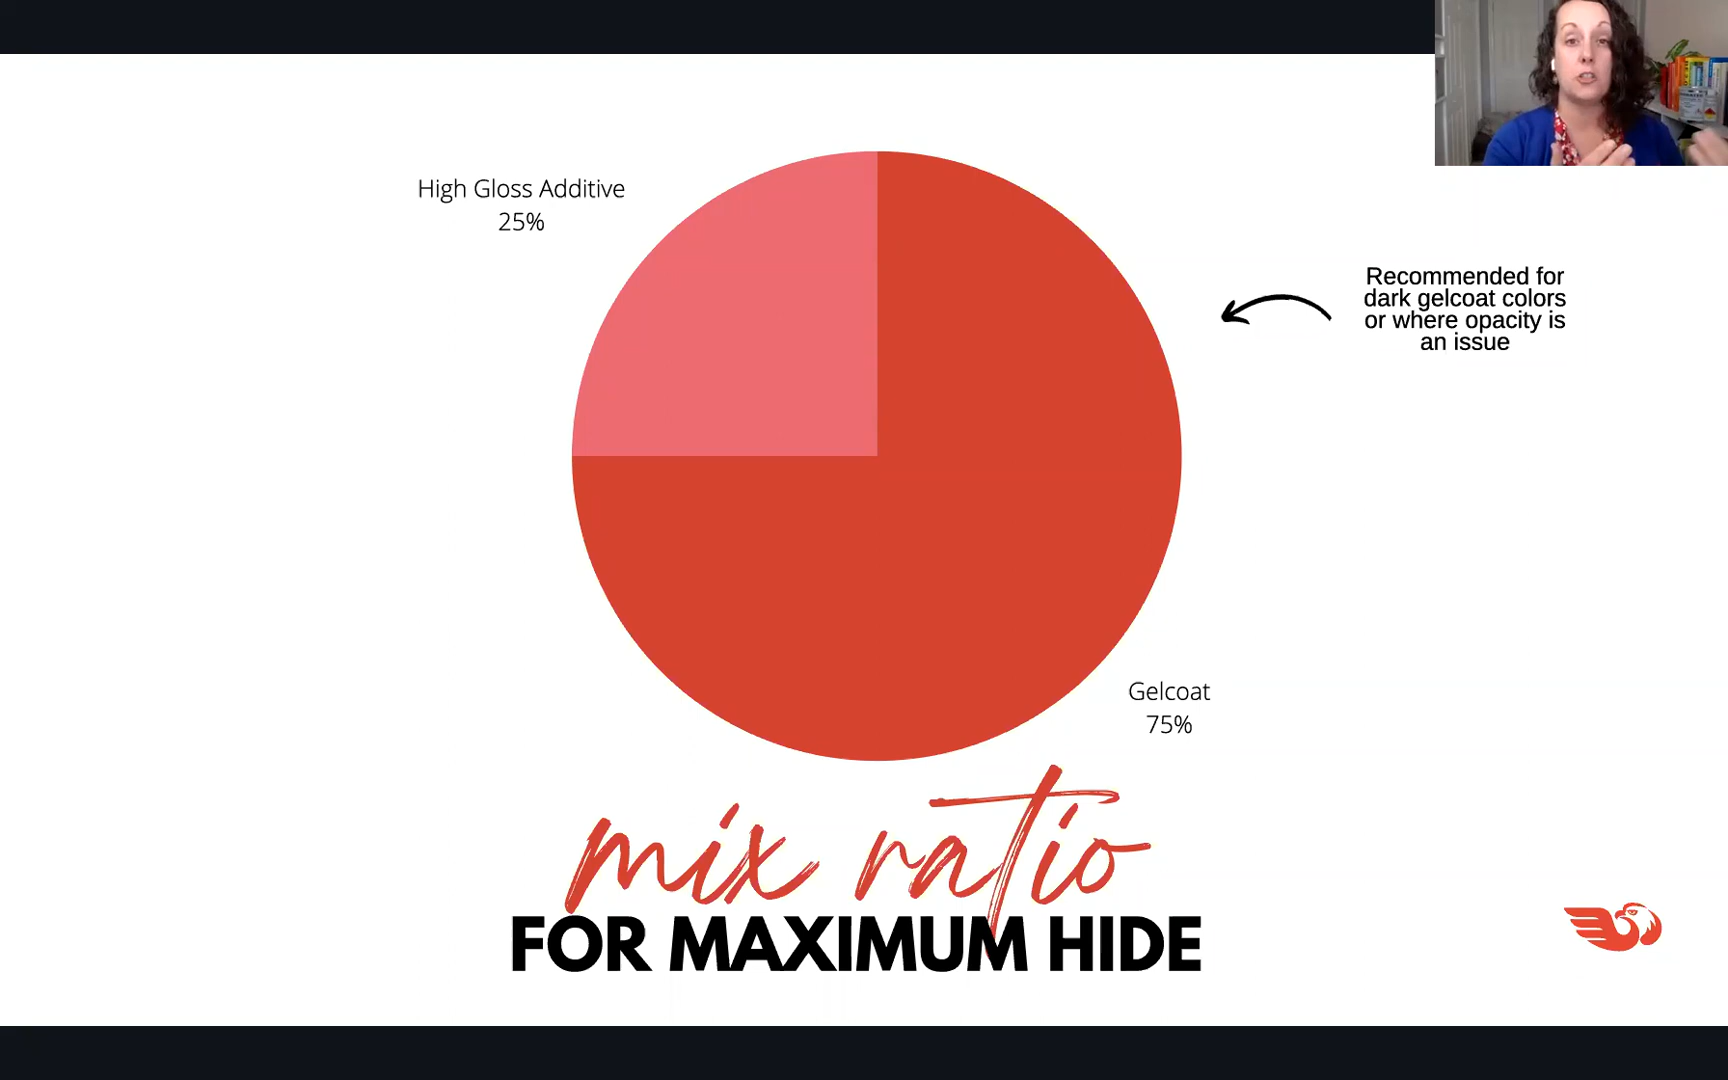 High Gloss Additive
25%
Recommended for
dark gelcoat colors
or where opacity is
an issue
Gelcoat
75%
mix ratio
FOR MAXIMUM HIDE